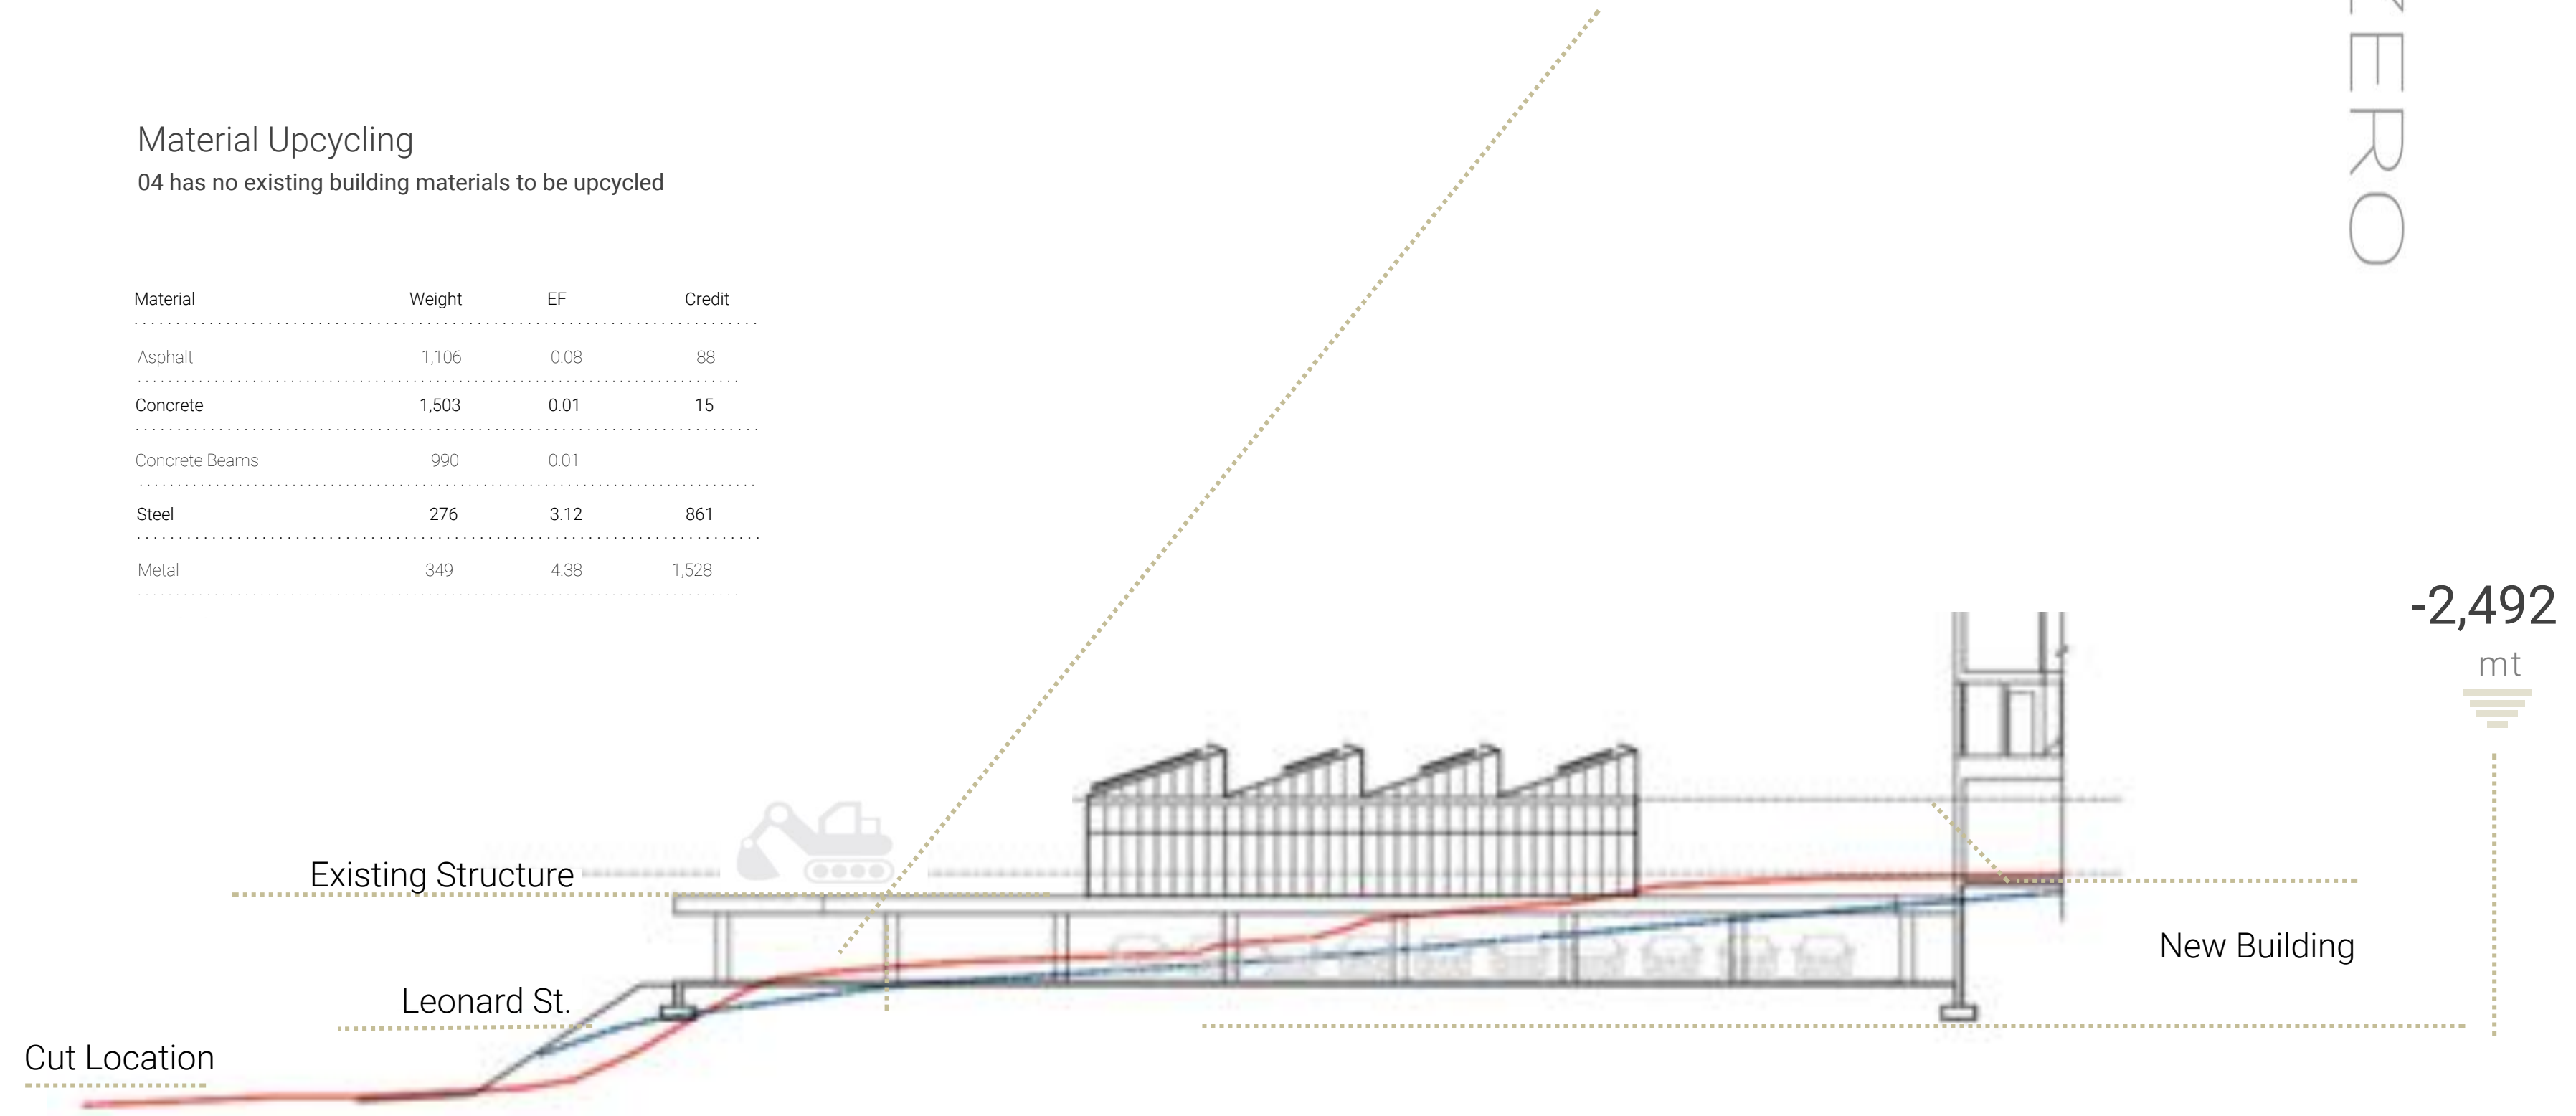 ZERO
Material Upcycling
04 has no existing building materials to be upcycled
Material Weight EF Credit
Asphalt 1,106 0.08 88
Concrete 1,503 0.01 15
Concrete Beams 990 0.01
Steel 276 3.12 861
Metal 349 4.38 1,528
-2,492
mt
Existing Structure
New Building
Leonard St.
Cut Location